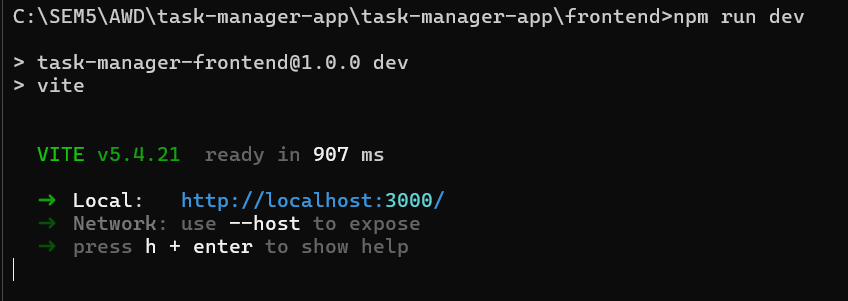 C:\SEM5\AWD\task-manager-app\task-manager-app\frontend>npm run dev
> task-manager-frontend@1.0.0 dev
> vite
VITE v5.4.21 ready in 907 ms
➜ Local: http://localhost:3000/
➜ Network: use --host to expose
➜ press h + enter to show help